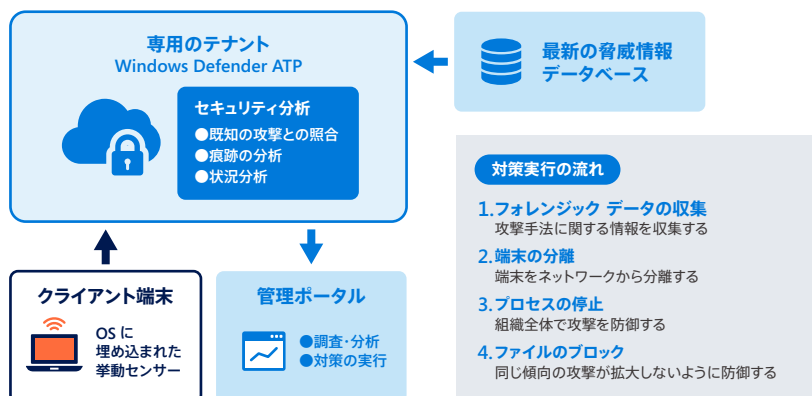 専用のテナント
Windows Defender ATP
セキュリティ分析
●既知の攻撃との照合
●痕跡の分析
●状況分析
最新の脅威情報
データベース
クライアント端末
OS に
埋め込まれた
挙動センサー
管理ポータル
●調査・分析
●対策の実行
対策実行の流れ
1.フォレンジック データの収集
攻撃手法に関する情報を収集する
2.端末の分離
端末をネットワークから分離する
3.プロセスの停止
組織全体で攻撃を防御する
4.ファイルのブロック
同じ傾向の攻撃が拡大しないように防御する